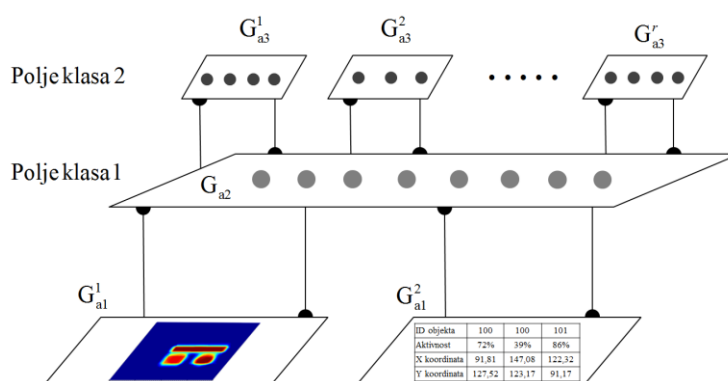 G¹a3 G²a3 Gʳa3
Polje klasa 2
.....
Polje klasa 1
Ga2
G¹a1 G²a1
ID objekta 100 100 101
Aktivnost 72% 39% 86%
X koordinata 91,81 147,08 122,32
Y koordinata 127,52 123,17 91,17